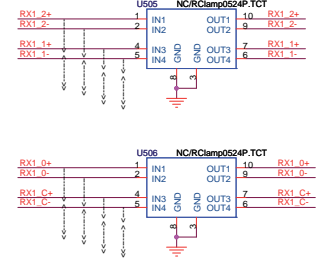 U505 NC/RClamp0524P.TCT
RX1_2+ 1 IN1 OUT1 10 RX1_2+
RX1_2- 2 IN2 OUT2 9 RX1_2-
RX1_1+ 4 IN3 GND GND OUT3 7 RX1_1+
RX1_1- 5 IN4 OUT4 6 RX1_1-
8 3
U506 NC/RClamp0524P.TCT
RX1_0+ 1 IN1 OUT1 10 RX1_0+
RX1_0- 2 IN2 OUT2 9 RX1_0-
RX1_C+ 4 IN3 GND GND OUT3 7 RX1_C+
RX1_C- 5 IN4 OUT4 6 RX1_C-
8 3